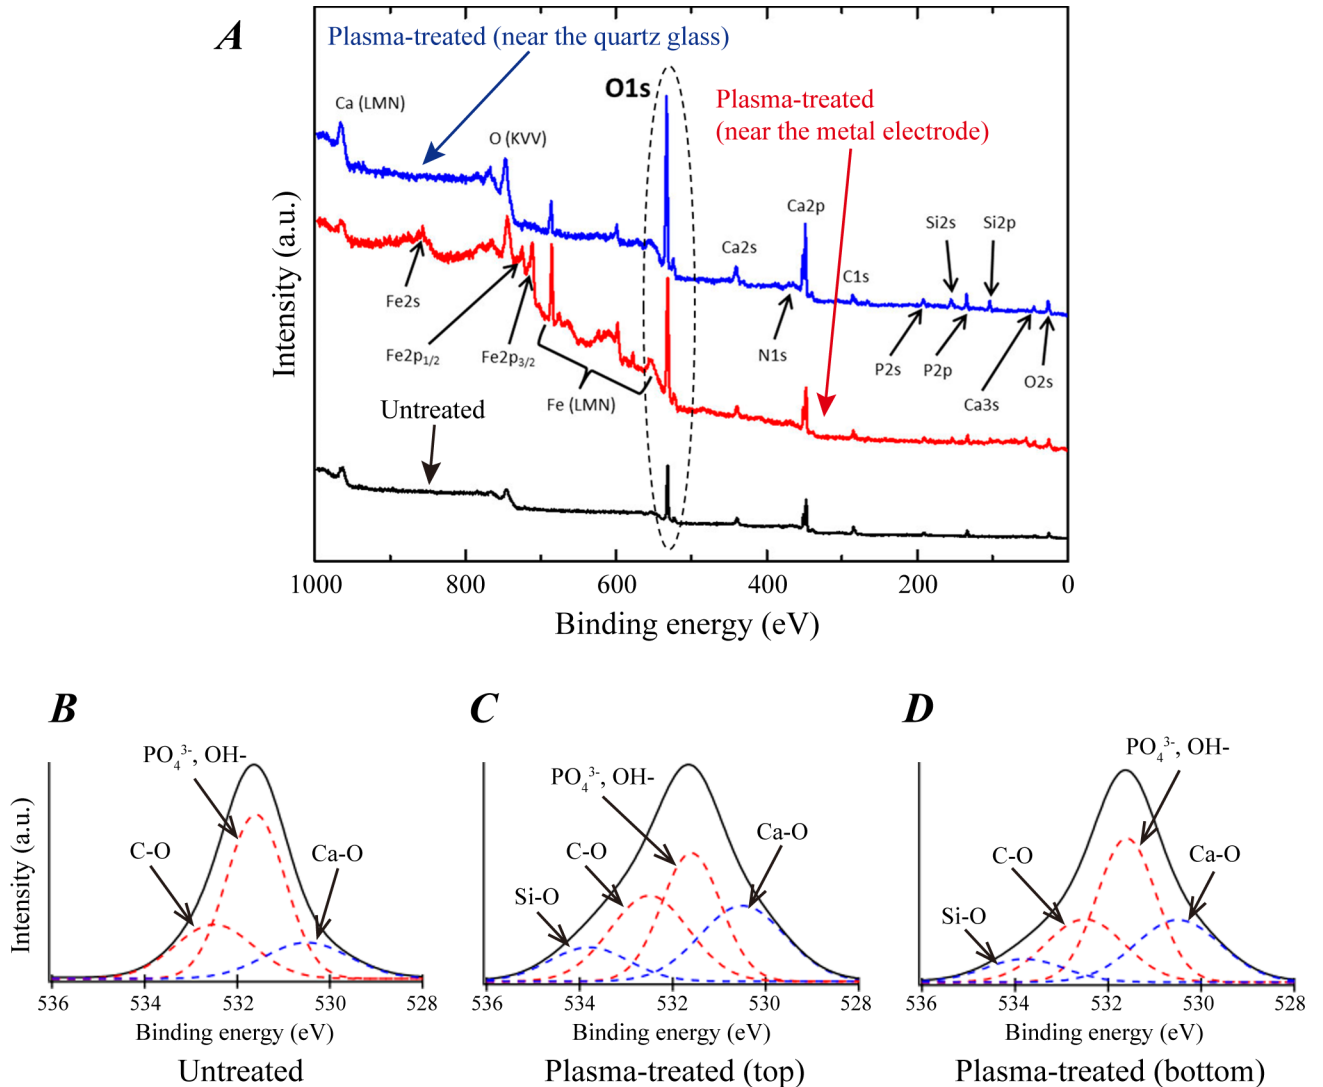 A
Plasma-treated (near the quartz glass)
O1s
Plasma-treated
(near the metal electrode)
Ca (LMN)
O (KVV)
Ca2p
Ca2s
C1s
Si2s
Si2p
Fe2s
Fe2p1/2
Fe2p3/2
Fe (LMN)
N1s
P2s
P2p
Ca3s
O2s
Untreated
Intensity (a.u.)
1000 800 600 400 200 0
Binding energy (eV)
B
PO₄³⁻, OH-
C-O
Ca-O
Intensity (a.u.)
536 534 532 530 528
Binding energy (eV)
Untreated
C
PO₄³⁻, OH-
C-O
Ca-O
Si-O
536 534 532 530 528
Binding energy (eV)
Plasma-treated (top)
D
PO₄³⁻, OH-
C-O
Ca-O
Si-O
536 534 532 530 528
Binding energy (eV)
Plasma-treated (bottom)